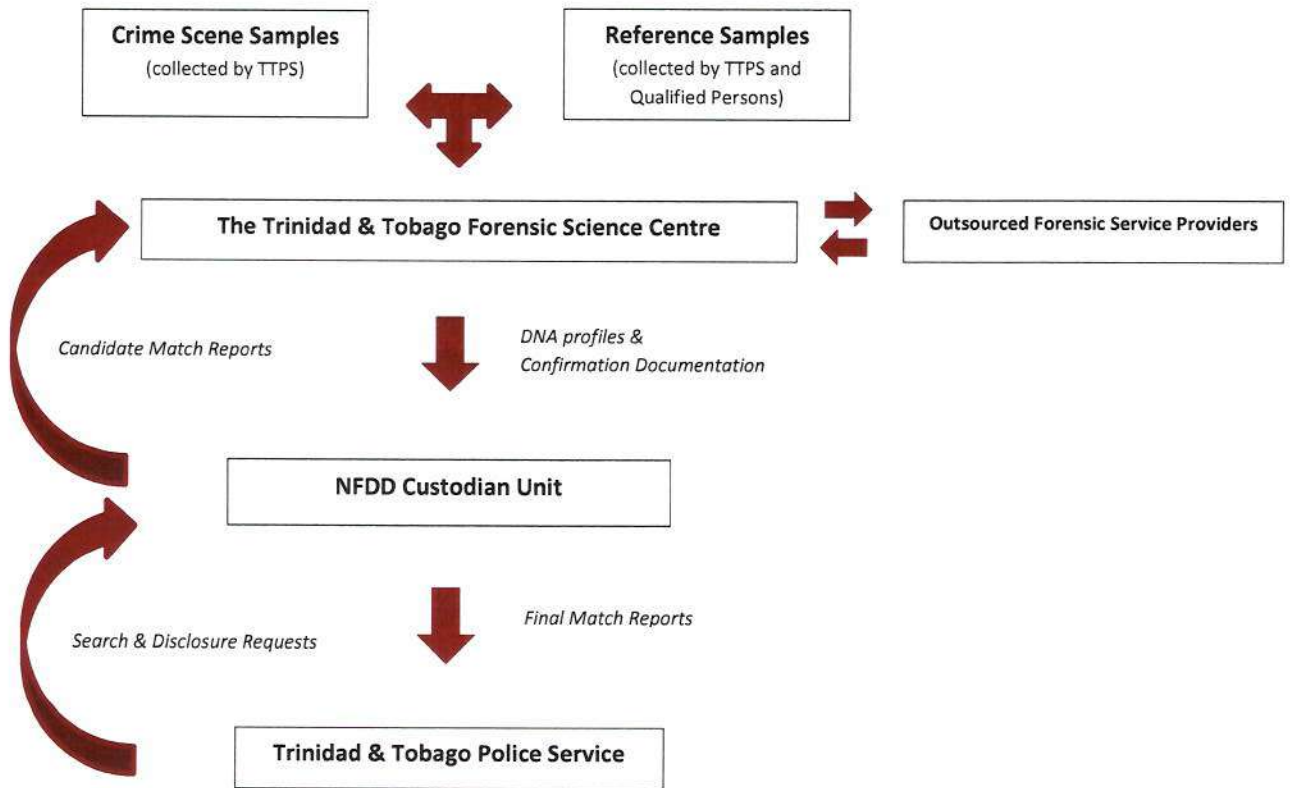 Crime Scene Samples
(collected by TTPS)
Reference Samples
(collected by TTPS and
Qualified Persons)
The Trinidad & Tobago Forensic Science Centre
Outsourced Forensic Service Providers
Candidate Match Reports
DNA profiles &
Confirmation Documentation
NFDD Custodian Unit
Final Match Reports
Search & Disclosure Requests
Trinidad & Tobago Police Service